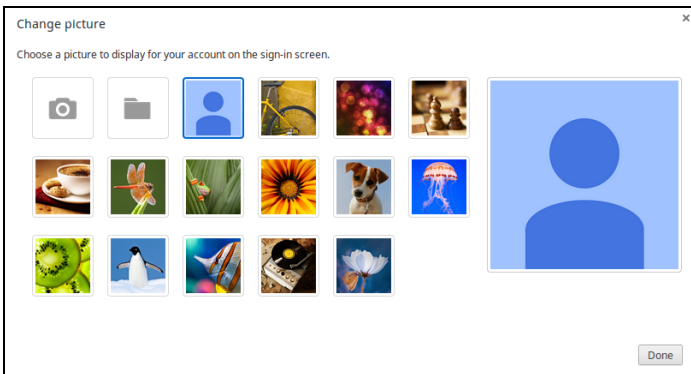 Change picture
×
Choose a picture to display for your account on the sign-in screen.
Done